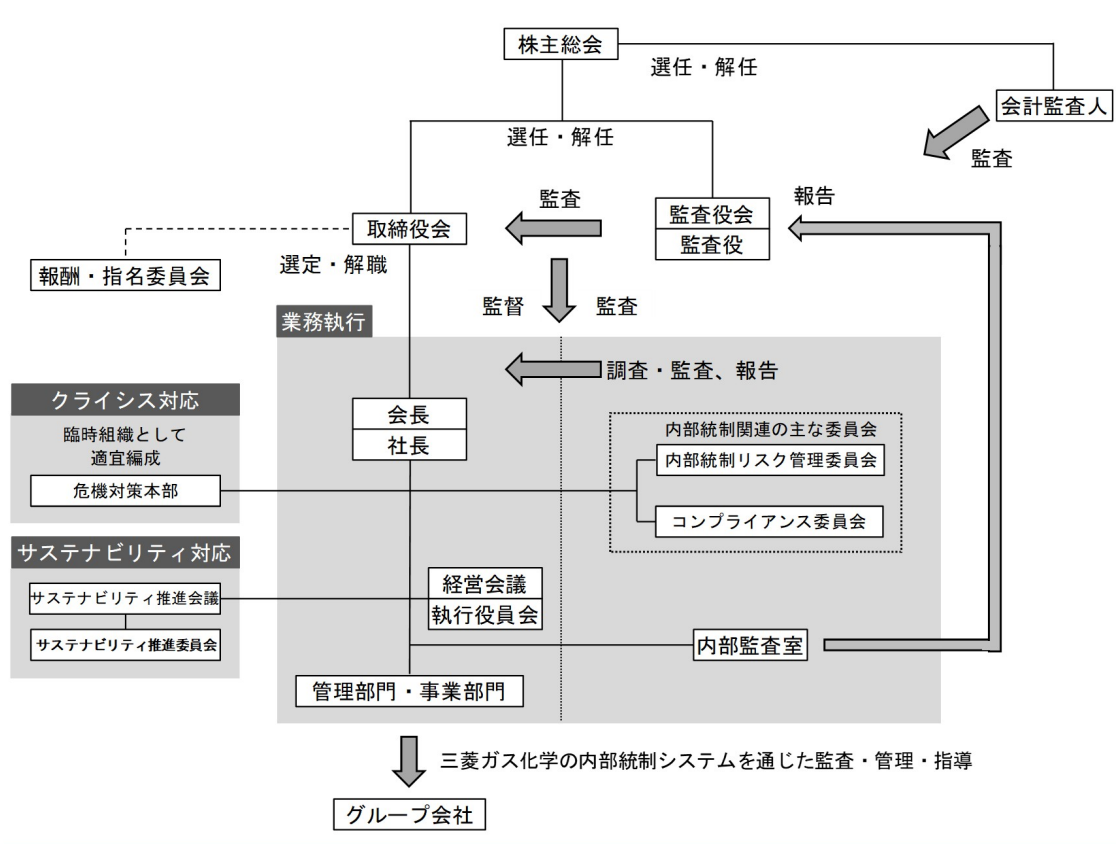 株主総会
選任・解任
会計監査人
監査
選任・解任
監査
報告
取締役会
監査役会
監査役
選定・解職
報酬・指名委員会
監督
監査
業務執行
調査・監査、報告
クライシス対応
臨時組織として
適宜編成
危機対策本部
会長
社長
内部統制関連の主な委員会
内部統制リスク管理委員会
コンプライアンス委員会
サステナビリティ対応
サステナビリティ推進会議
サステナビリティ推進委員会
経営会議
執行役員会
内部監査室
管理部門・事業部門
三菱ガス化学の内部統制システムを通じた監査・管理・指導
グループ会社